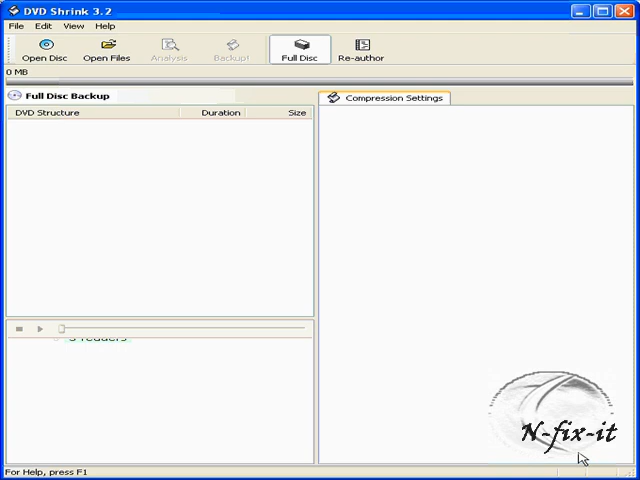 DVD Shrink 3.2
File Edit View Help
Open Disc Open Files Analysis Backup! Full Disc Re-author
0 MB
Full Disc Backup
Compression Settings
DVD Structure Duration Size
N-fix-it
For Help, press F1